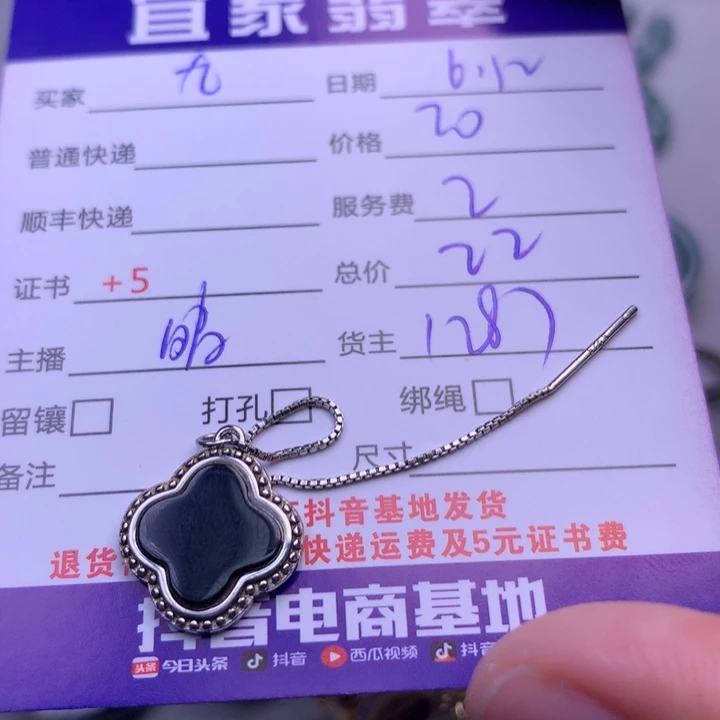 宜家翡翠
买家 九 日期 6.12
普通快递 价格 20
顺丰快递 服务费 2
证书 +5 总价 22
主播 货主 1287
留镶 打孔 绑绳
备注 尺寸
抖音基地发货
退货 快递运费及5元证书费
抖音电商基地
头条 今日头条 抖音 西瓜视频 抖音